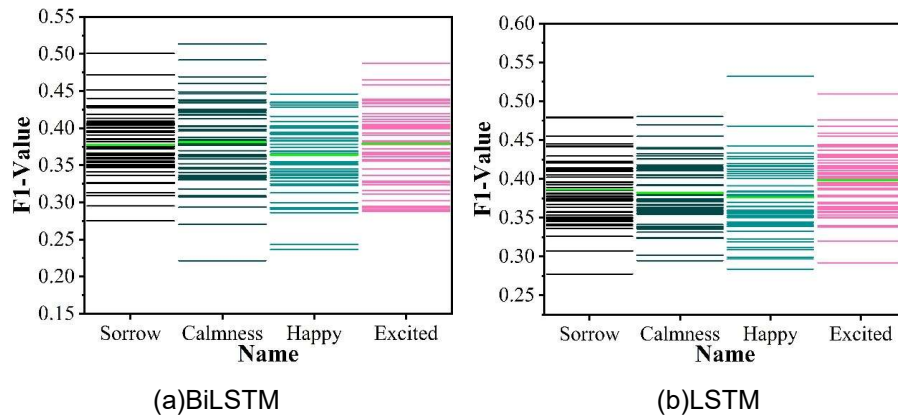 0.55
0.50
0.45
0.40
0.35
0.30
0.25
0.20
0.15
F1-Value
Sorrow Calmness Happy Excited
Name
(a)BiLSTM
0.60
0.55
0.50
0.45
0.40
0.35
0.30
0.25
F1-Value
Sorrow Calmness Happy Excited
Name
(b)LSTM